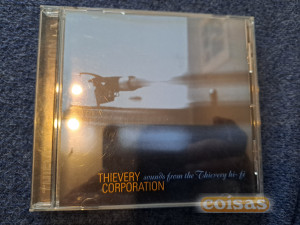 THIEVERY sounds from the Thievery hi-fi
CORPORATION
coisas